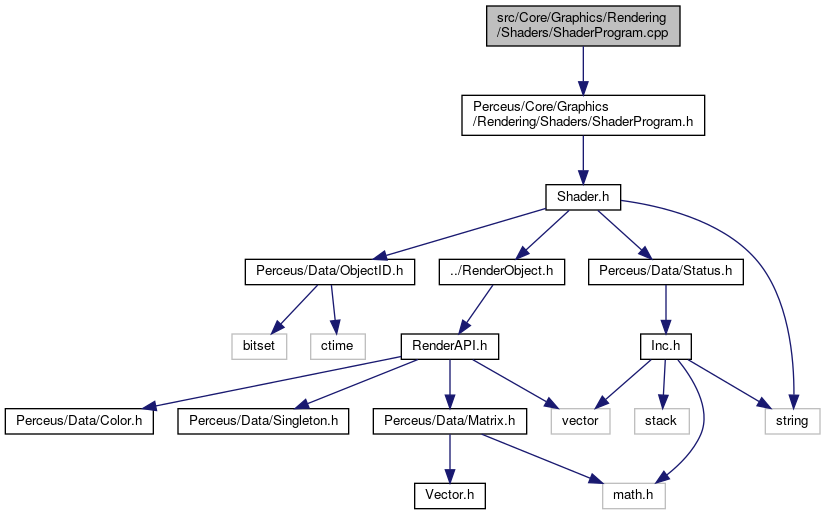 src/Core/Graphics/Rendering
/Shaders/ShaderProgram.cpp
Perceus/Core/Graphics
/Rendering/Shaders/ShaderProgram.h
Shader.h
Perceus/Data/ObjectID.h
../RenderObject.h
Perceus/Data/Status.h
bitset
ctime
RenderAPI.h
Inc.h
Perceus/Data/Color.h
Perceus/Data/Singleton.h
Perceus/Data/Matrix.h
vector
stack
string
Vector.h
math.h